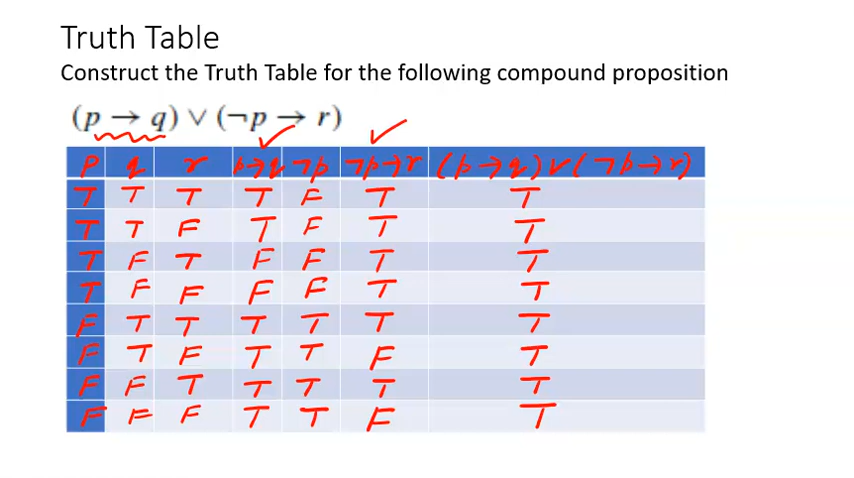 Truth Table
Construct the Truth Table for the following compound proposition
(p → q) ∨ (¬p → r)
p q r p→q ¬p ¬p→r (p→q)∨(¬p→r)
T T T T F T T
T T F T F T T
T F T F F T T
T F F F F T T
F T T T T T T
F T F T T F T
F F T T T T T
F F F T T F T